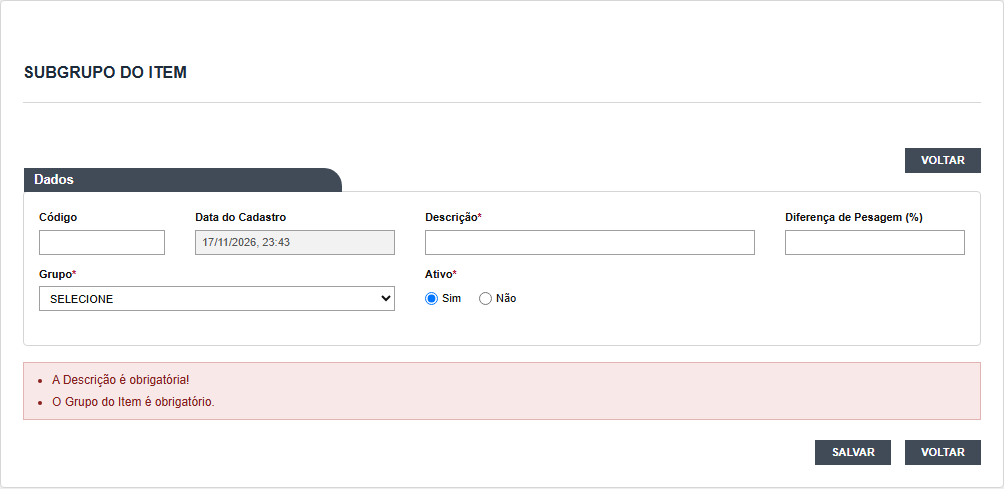 SUBGRUPO DO ITEM
VOLTAR
Dados
Código Data do Cadastro Descrição* Diferença de Pesagem (%)
17/11/2026, 23:43
Grupo* Ativo*
SELECIONE Sim Não
A Descrição é obrigatória!
O Grupo do Item é obrigatório.
SALVAR VOLTAR